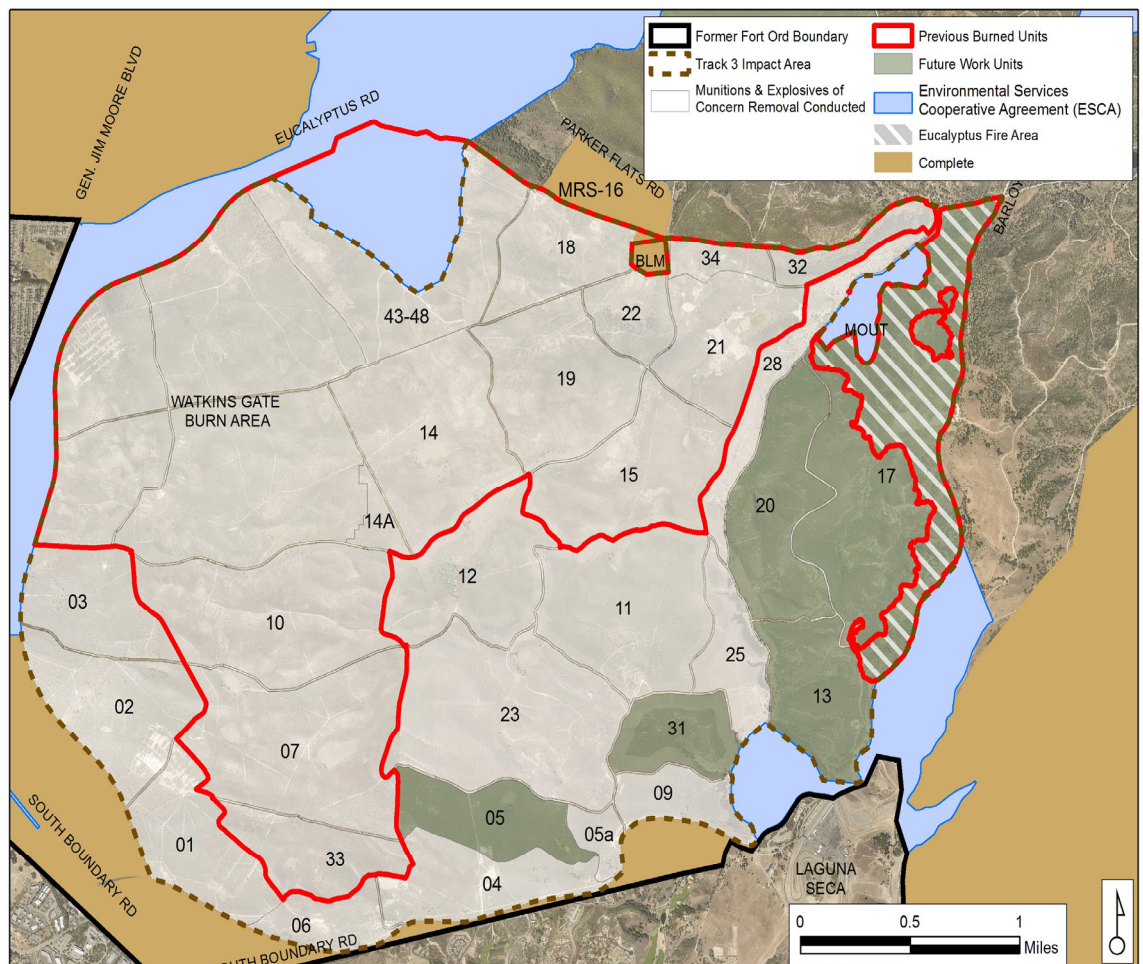 Former Fort Ord Boundary
Track 3 Impact Area
Munitions & Explosives of
Concern Removal Conducted
Previous Burned Units
Future Work Units
Environmental Services
Cooperative Agreement (ESCA)
Eucalyptus Fire Area
Complete
GEN. JIM MOORE BLVD
EUCALYPTUS RD
PARKER FLATS RD
MRS-16
BARLOY
18
BLM
34
32
43-48
22
MOUT
21
28
19
WATKINS GATE
BURN AREA
14
15
17
20
14A
12
03
11
10
25
13
02
23
31
07
09
05
05a
SOUTH BOUNDARY RD
01
33
04
LAGUNA
SECA
06
SOUTH BOUNDARY RD
0
0.5
1
Miles